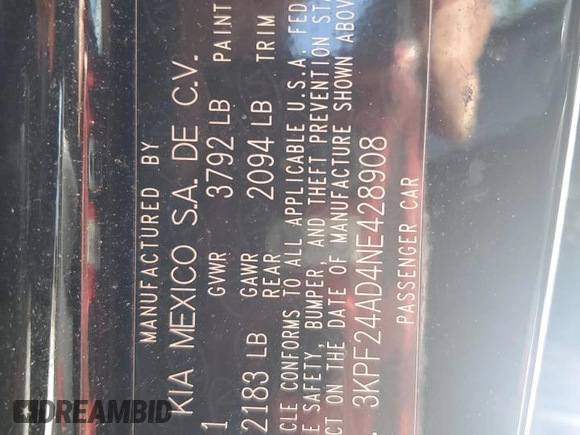 MANUFACTURED BY
KIA MEXICO S.A. DE C.V.
1 GVWR 3792 LB PAINT
2183 LB GAWR REAR 2094 LB TRIM
CLE CONFORMS TO ALL APPLICABLE U.S.A. FED
E SAFETY, BUMPER, AND THEFT PREVENTION STA
CT ON THE DATE OF MANUFACTURE SHOWN ABOV
3KPF24AD4NE428908
PASSENGER CAR
DREAMBID